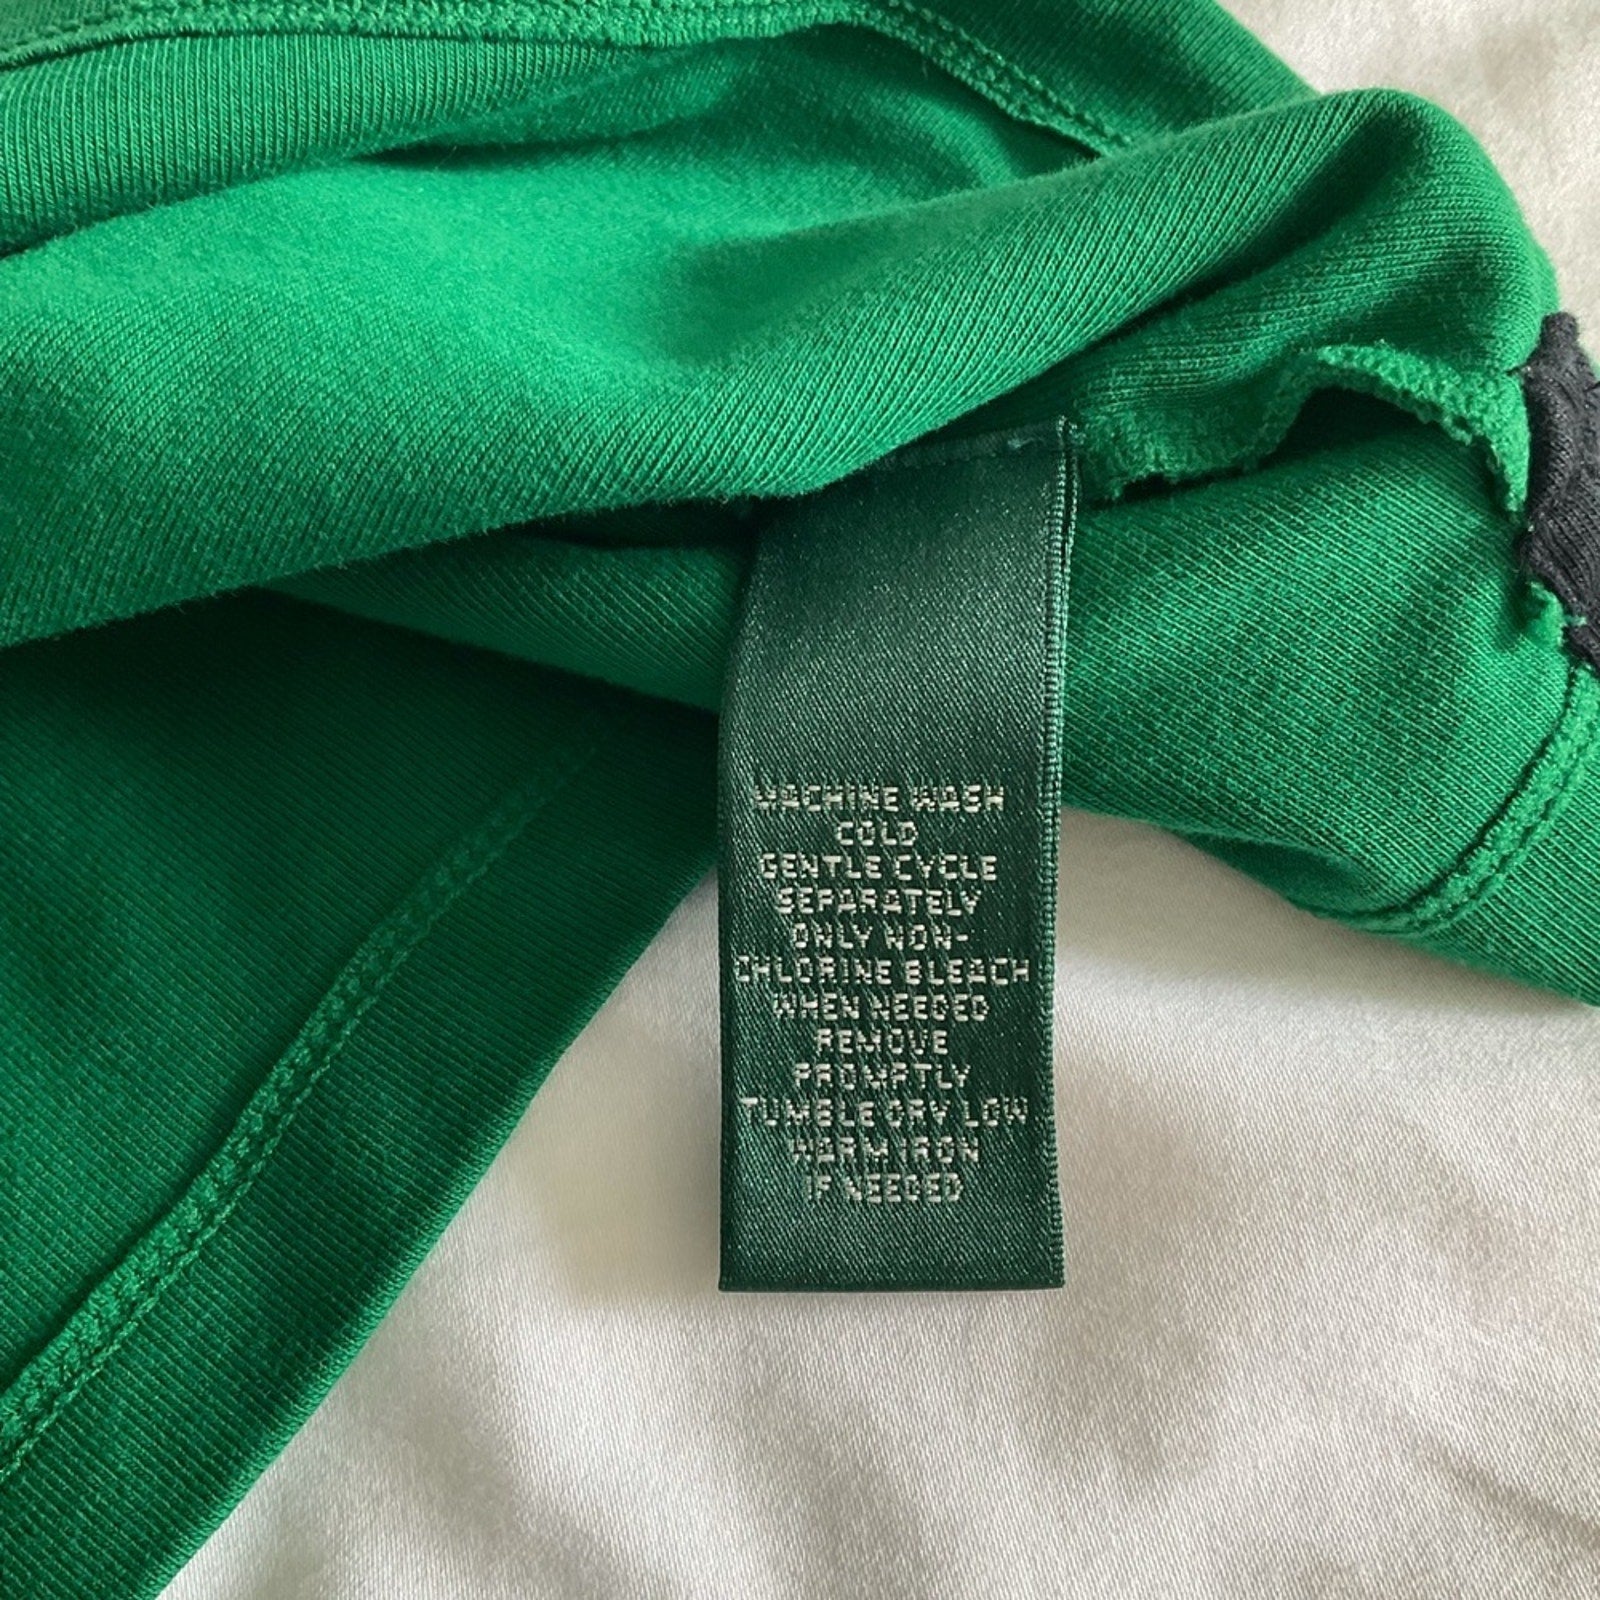 MACHINE WASH
COLD
GENTLE CYCLE
SEPARATELY
ONLY NON-
CHLORINE BLEACH
WHEN NEEDED
REMOVE
PROMPTLY
TUMBLE DRY LOW
WARM IRON
IF NEEDED